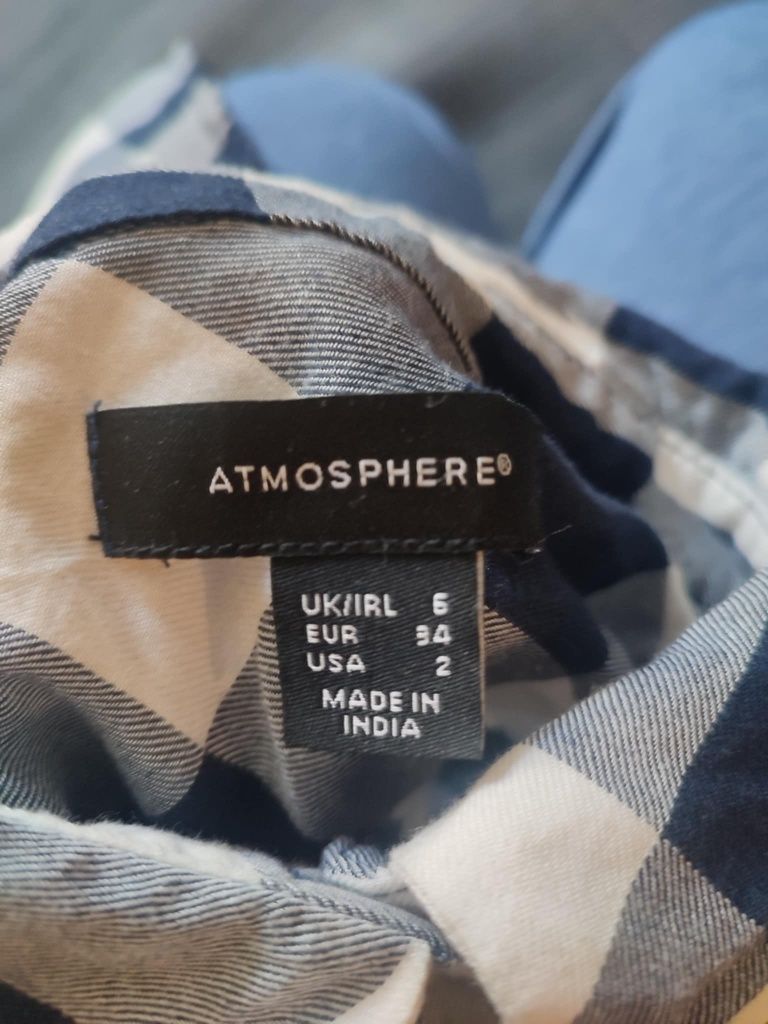 ATMOSPHERE®
UK/IRL 6
EUR 34
USA 2
MADE IN
INDIA